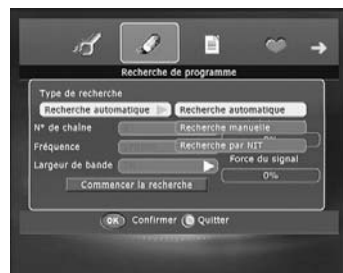 Recherche de programme
Type de recherche
Recherche automatique Recherche automatique
N° de chaîne Recherche manuelle
Fréquence Recherche par NIT
Largeur de bande Force du signal
0%
Commencer la recherche
OK Confirmer Quitter